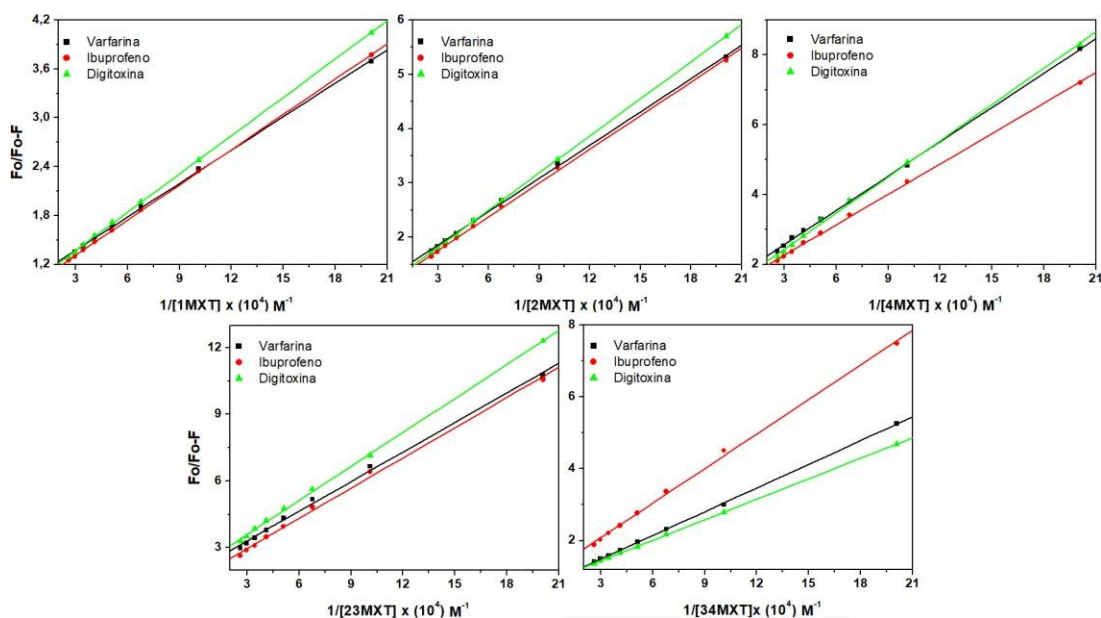 4,2
3,6
3,0
2,4
1,8
1,2
Fo/Fo-F
Varfarina
Ibuprofeno
Digitoxina
3 6 9 12 15 18 21
1/[1MXT] x (10⁴) M⁻¹
6
5
4
3
2
Varfarina
Ibuprofeno
Digitoxina
3 6 9 12 15 18 21
1/[2MXT] x (10⁴) M⁻¹
8
6
4
2
Varfarina
Ibuprofeno
Digitoxina
3 6 9 12 15 18 21
1/[4MXT] x (10⁴) M⁻¹
12
9
6
3
Fo/Fo-F
Varfarina
Ibuprofeno
Digitoxina
3 6 9 12 15 18 21
1/[23MXT] x (10⁴) M⁻¹
8
6
4
2
Varfarina
Ibuprofeno
Digitoxina
3 6 9 12 15 18 21
1/[34MXT]x (10⁴) M⁻¹